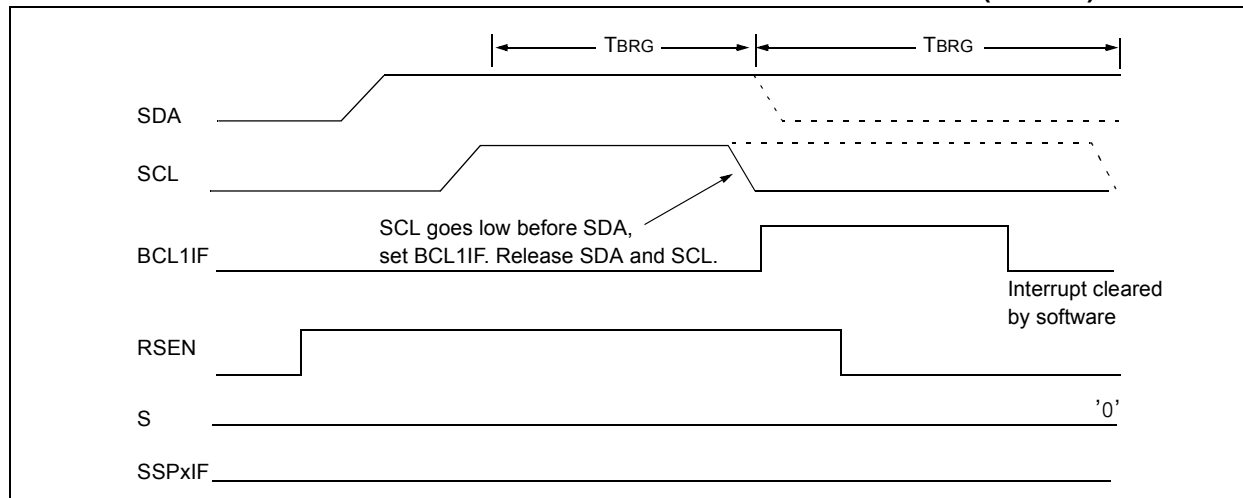 TBRG
TBRG
SDA
SCL
SCL goes low before SDA,
set BCL1IF. Release SDA and SCL.
BCL1IF
Interrupt cleared
by software
RSEN
S
'0'
SSPxIF